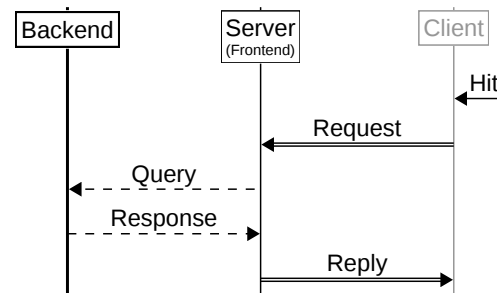 Backend
Server
(Frontend)
Client
Hit
Request
Query
Response
Reply